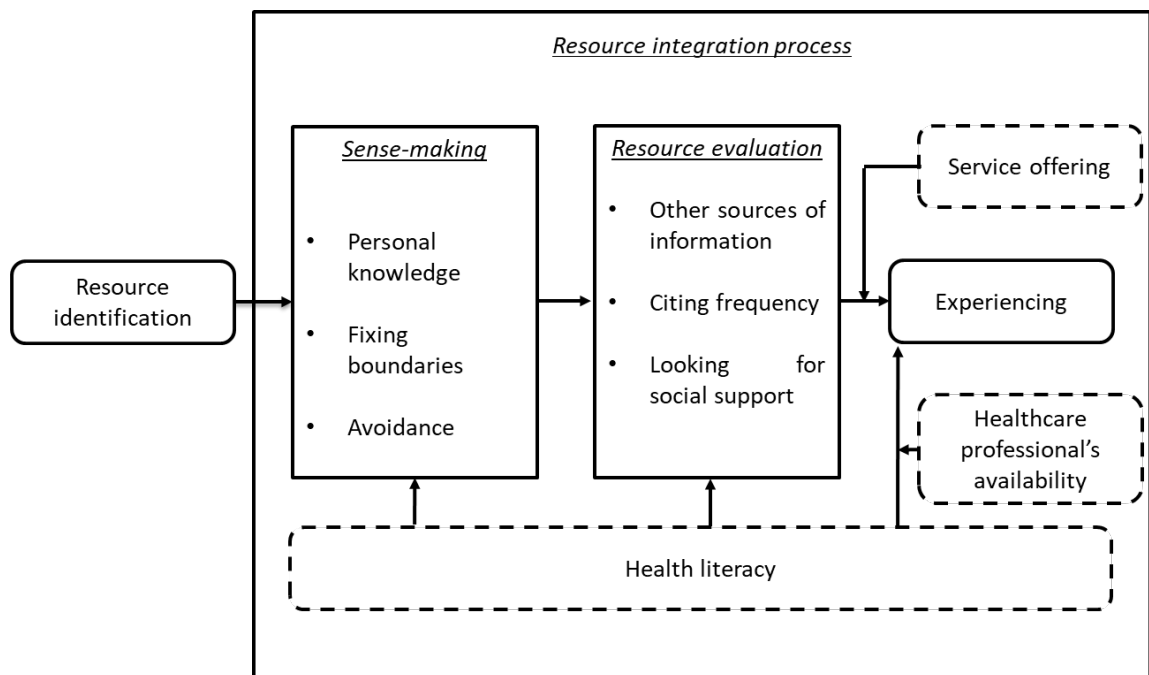 Resource integration process
Sense-making
Personal
knowledge
Fixing
boundaries
Avoidance
Resource evaluation
Other sources of
information
Citing frequency
Looking for
social support
Service offering
Resource
identification
Experiencing
Healthcare
professional's
availability
Health literacy